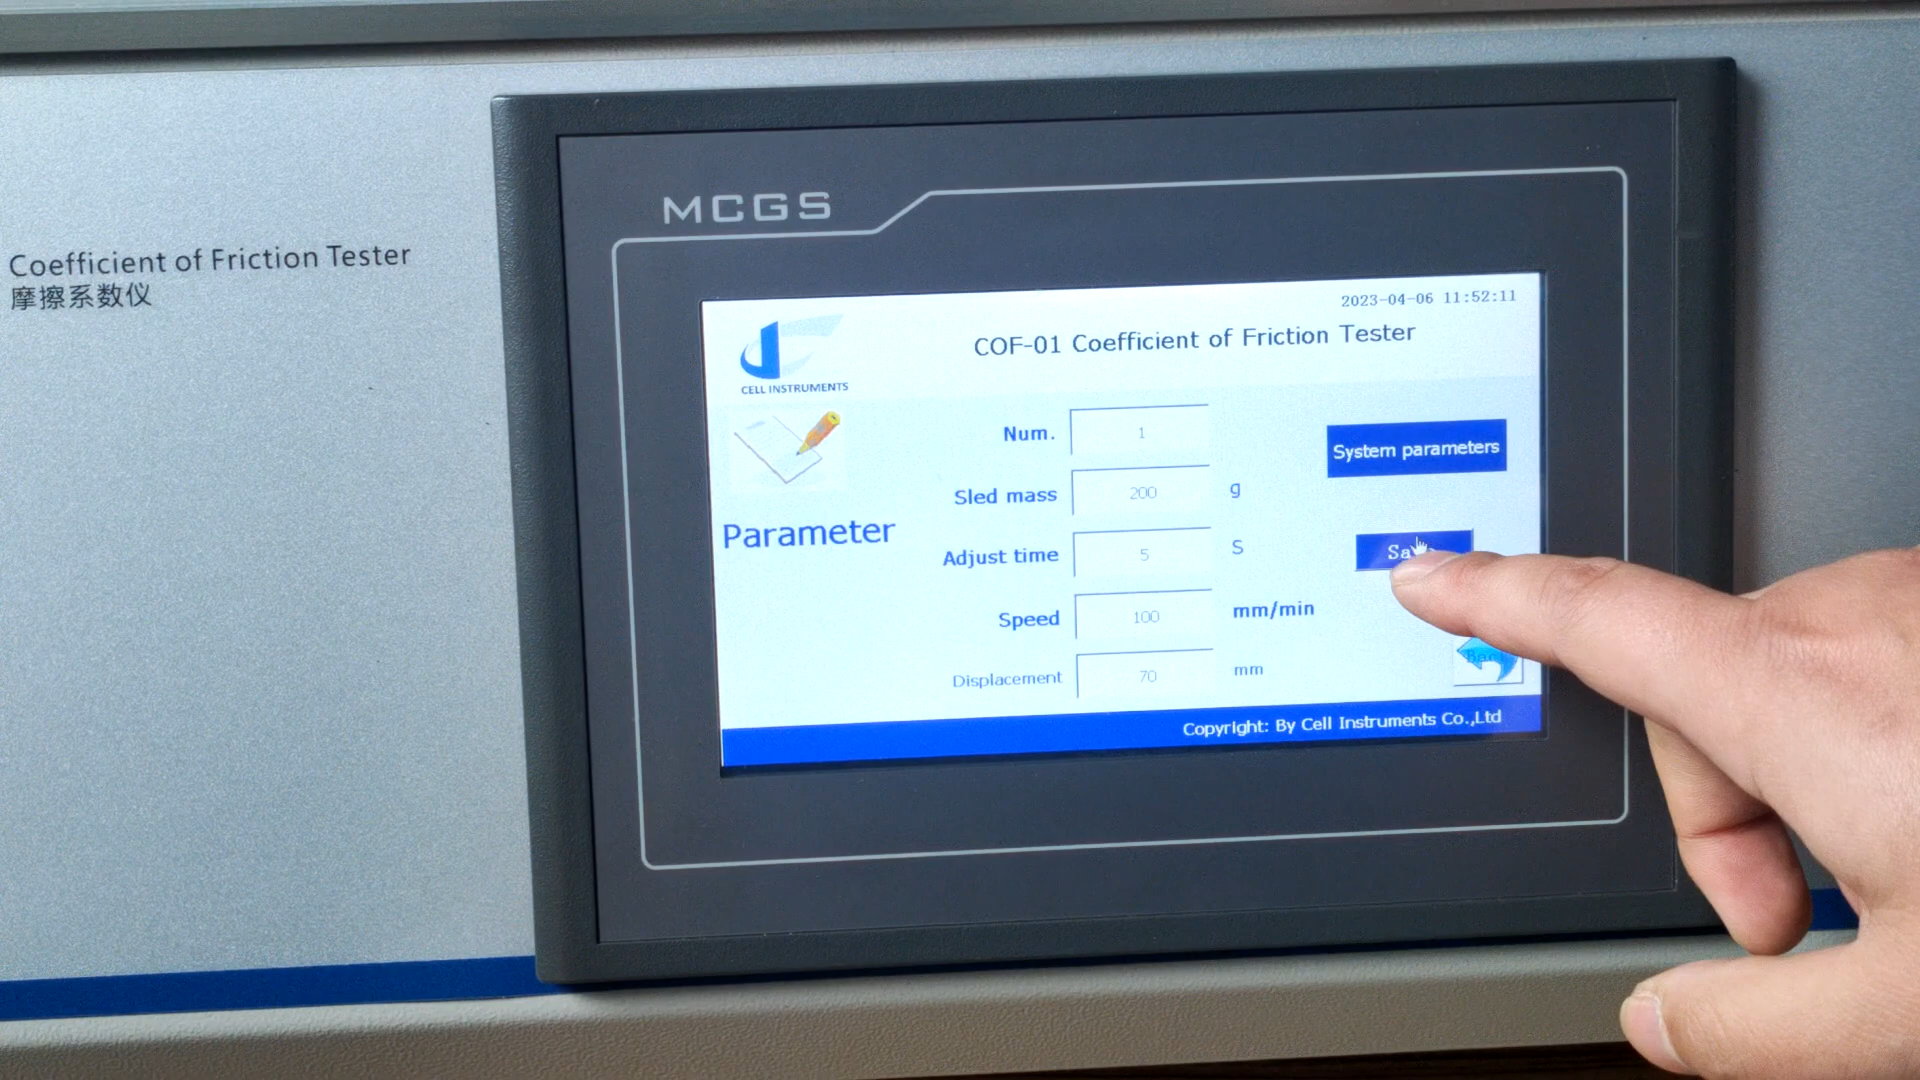 Coefficient of Friction Tester
摩擦系数仪
MCGS
2023-04-06 11:52:11
COF-01 Coefficient of Friction Tester
CELL INSTRUMENTS
Parameter
Num. 1
Sled mass 200 g
Adjust time 5 S
Speed 100 mm/min
Displacement 70 mm
System parameters
Back
Copyright: By Cell Instruments Co.,Ltd